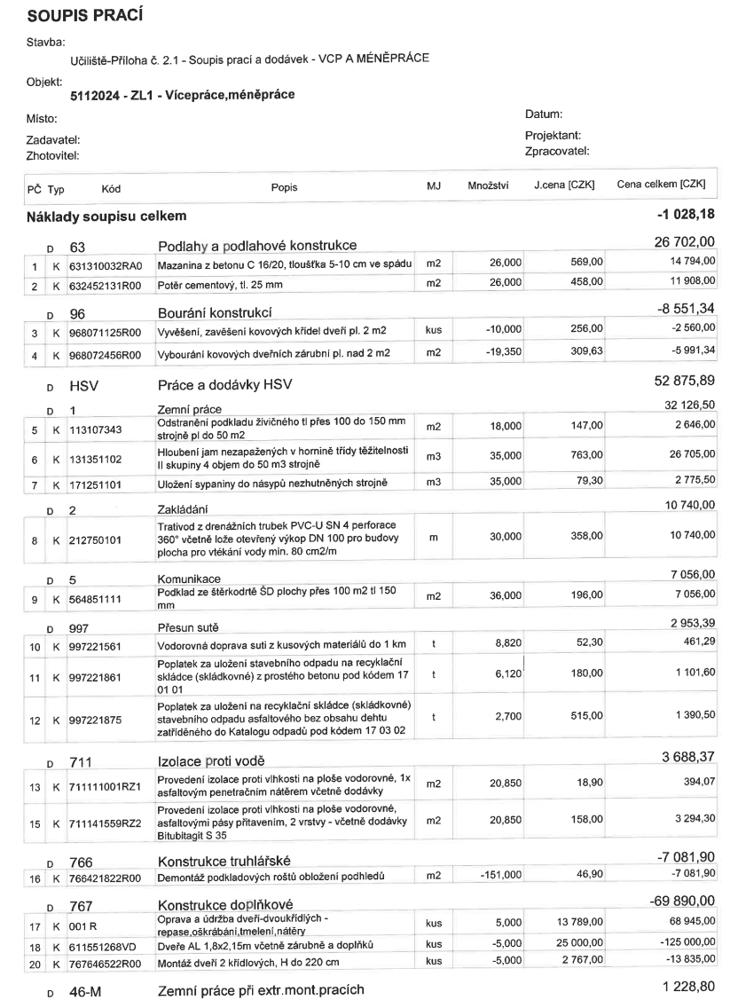 SOUPIS PRACÍ
Stavba:
Učiliště-Příloha č. 2.1 - Soupis prací a dodávek - VCP A MÉNĚPRÁCE
Objekt:
5112024 - ZL1 - Vícepráce,méněpráce
Místo: Datum:
Zadavatel: Projektant:
Zhotovitel: Zpracovatel:
PČ Typ Kód Popis MJ Množství J.cena [CZK] Cena celkem [CZK]
Náklady soupisu celkem -1 028,18
D 63 Podlahy a podlahové konstrukce 26 702,00
1 K 631310032RA0 Mazanina z betonu C 16/20, tloušťka 5-10 cm ve spádu m2 26,000 569,00 14 794,00
2 K 632452131R00 Potěr cementový, tl. 25 mm m2 26,000 458,00 11 908,00
D 96 Bourání konstrukcí -8 551,34
3 K 968071125R00 Vyvěšení, zavěšení kovových křídel dveří pl. 2 m2 kus -10,000 256,00 -2 560,00
4 K 968072456R00 Vybourání kovových dveřních zárubní pl. nad 2 m2 m2 -19,350 309,63 -5 991,34
D HSV Práce a dodávky HSV 52 875,89
D 1 Zemní práce 32 126,50
5 K 113107343 Odstranění podkladu živičného tl přes 100 do 150 mm
strojně pl do 50 m2 m2 18,000 147,00 2 646,00
6 K 131351102 Hloubení jam nezapažených v hornině třídy těžitelnosti
II skupiny 4 objem do 50 m3 strojně m3 35,000 763,00 26 705,00
7 K 171251101 Uložení sypaniny do násypů nezhutněných strojně m3 35,000 79,30 2 775,50
D 2 Zakládání 10 740,00
Trativod z drenážních trubek PVC-U SN 4 perforace
8 K 212750101 360° včetně lože otevřený výkop DN 100 pro budovy m 30,000 358,00 10 740,00
plocha pro vtékání vody min. 80 cm2/m
D 5 Komunikace 7 056,00
9 K 564851111 Podklad ze štěrkodrtě ŠD plochy přes 100 m2 tl 150
mm m2 36,000 196,00 7 056,00
D 997 Přesun sutě 2 953,39
10 K 997221561 Vodorovná doprava suti z kusových materiálů do 1 km t 8,820 52,30 461,29
Poplatek za uložení stavebního odpadu na recyklační
11 K 997221861 skládce (skládkovné) z prostého betonu pod kódem 17 t 6,120 180,00 1 101,60
01 01
Poplatek za uložení na recyklační skládce (skládkovné)
12 K 997221875 stavebního odpadu asfaltového bez obsahu dehtu t 2,700 515,00 1 390,50
zatříděného do Katalogu odpadů pod kódem 17 03 02
D 711 Izolace proti vodě 3 688,37
13 K 711111001RZ1 Provedení izolace proti vlhkosti na ploše vodorovné, 1x
asfaltovým penetračním nátěrem včetně dodávky m2 20,850 18,90 394,07
Provedení izolace proti vlhkosti na ploše vodorovné,
15 K 711141559RZ2 asfaltovými pásy přitavením, 2 vrstvy - včetně dodávky m2 20,850 158,00 3 294,30
Bitubitagit S 35
D 766 Konstrukce truhlářské -7 081,90
16 K 766421822R00 Demontáž podkladových roštů obložení podhledů m2 -151,000 46,90 -7 081,90
D 767 Konstrukce doplňkové -69 890,00
17 K 001 R Oprava a údržba dveří-dvoukřídlých -
repase,oškrábání,tmelení,nátěry kus 5,000 13 789,00 68 945,00
18 K 611551268VD Dveře AL 1,8x2,15m včetně zárubně a doplňků kus -5,000 25 000,00 -125 000,00
20 K 767646522R00 Montáž dveří 2 křídlových, H do 220 cm kus -5,000 2 767,00 -13 835,00
D 46-M Zemní práce při extr.mont.pracích 1 228,80